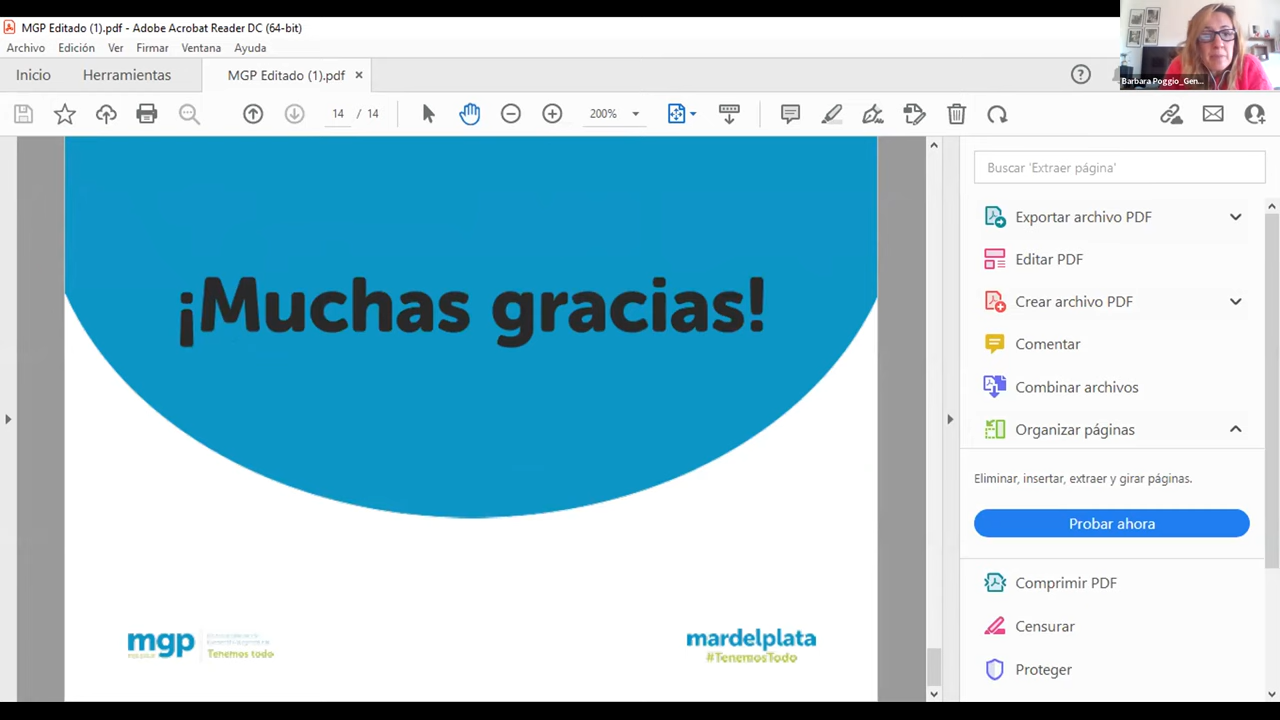 MGP Editado (1).pdf - Adobe Acrobat Reader DC (64-bit)
Archivo Edición Ver Firmar Ventana Ayuda
Inicio Herramientas MGP Editado (1).pdf ×
14 / 14 200%
Barbara Poggio_Gen...
Buscar 'Extraer página'
Exportar archivo PDF
Editar PDF
Crear archivo PDF
Comentar
Combinar archivos
Organizar páginas
Eliminar, insertar, extraer y girar páginas.
Probar ahora
Comprimir PDF
Censurar
Proteger
¡Muchas gracias!
mgp
Tenemos todo
mardelplata
#TenemosTodo